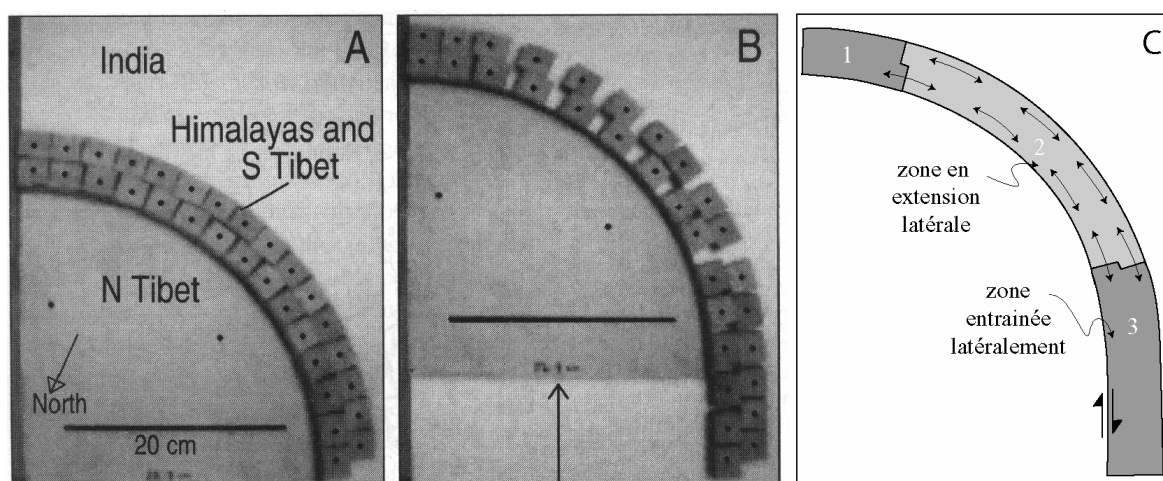 A
India
Himalayas and
S Tibet
N Tibet
North
20 cm
B
C
1
2
zone en
extension
latérale
zone
entrainée
latéralement
3